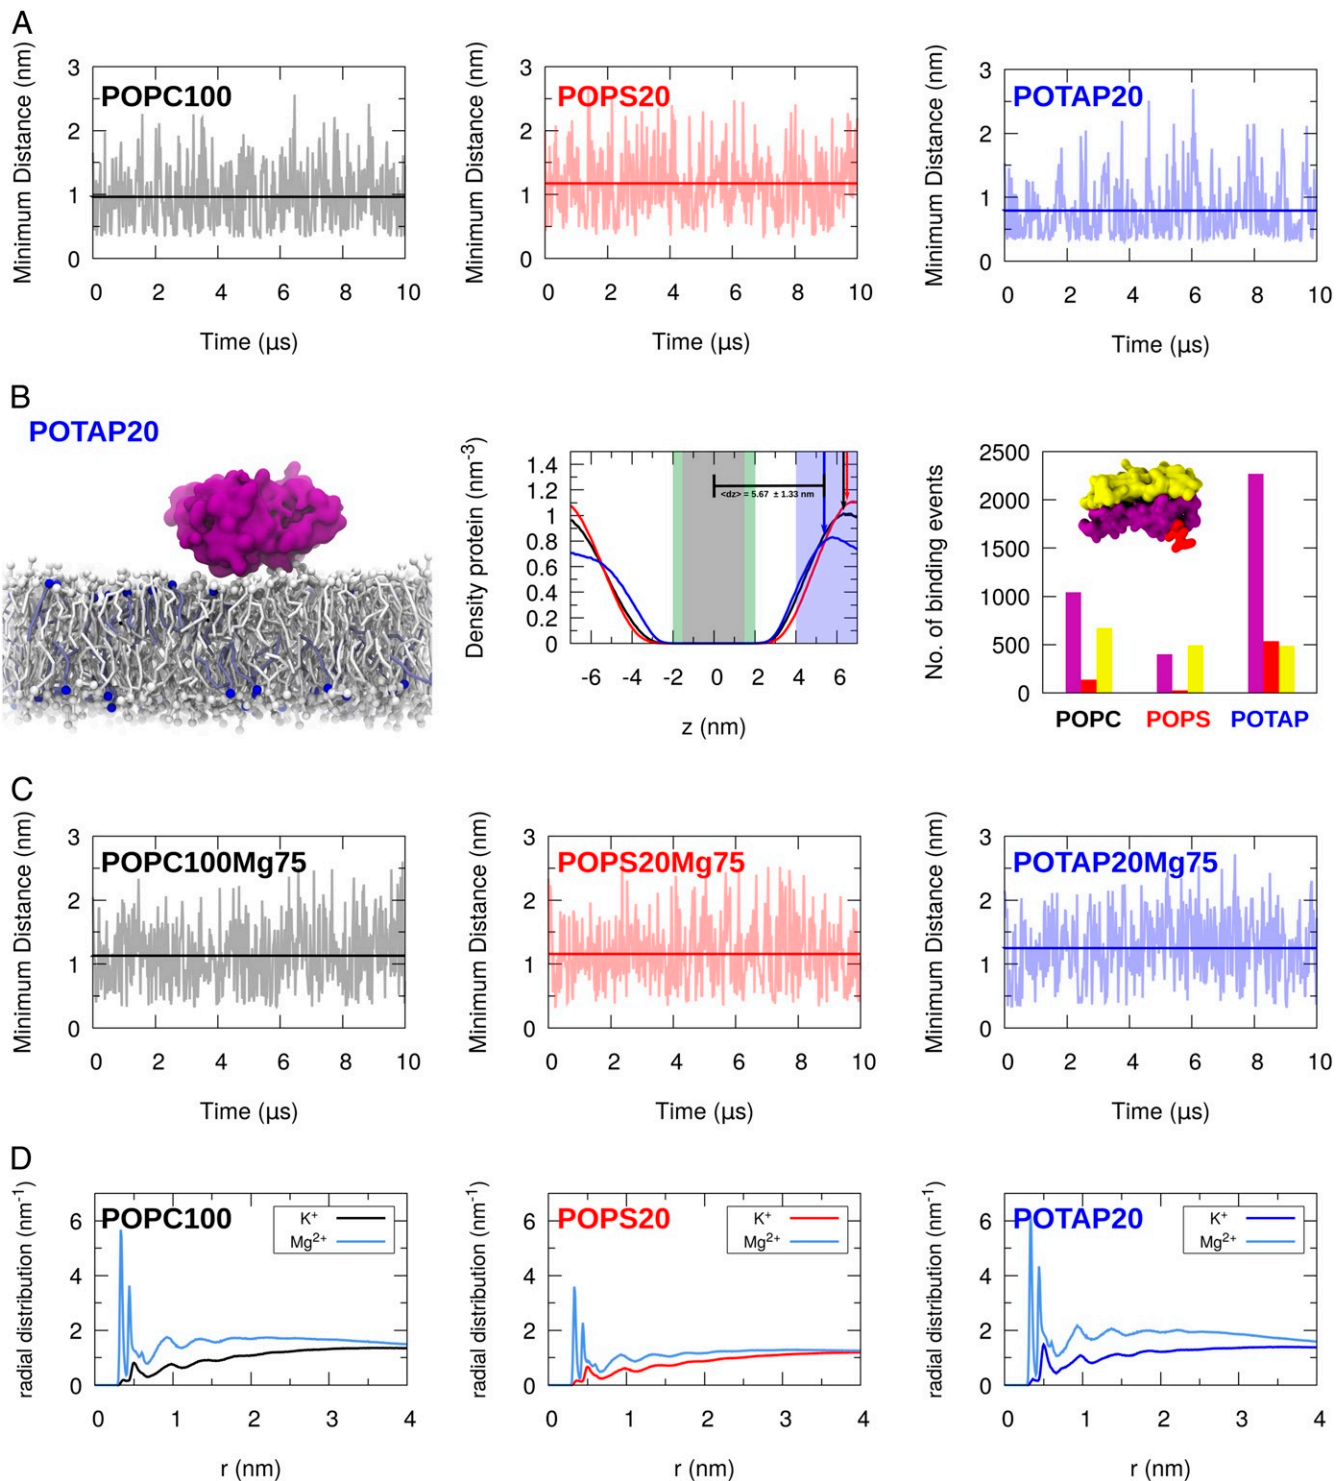 A
POPC100
Minimum Distance (nm)
3
2
1
0
0 2 4 6 8 10
Time (µs)
POPS20
Minimum Distance (nm)
3
2
1
0
0 2 4 6 8 10
Time (µs)
POTAP20
Minimum Distance (nm)
3
2
1
0
0 2 4 6 8 10
Time (µs)
B
POTAP20
Density protein (nm⁻³)
1.4
1.2
1
0.8
0.6
0.4
0.2
0
<dz> = 5.67 ± 1.33 nm
-6 -4 -2 0 2 4 6
z (nm)
No. of binding events
2500
2000
1500
1000
500
0
POPC POPS POTAP
C
POPC100Mg75
Minimum Distance (nm)
3
2
1
0
0 2 4 6 8 10
Time (µs)
POPS20Mg75
Minimum Distance (nm)
3
2
1
0
0 2 4 6 8 10
Time (µs)
POTAP20Mg75
Minimum Distance (nm)
3
2
1
0
0 2 4 6 8 10
Time (µs)
D
POPC100
K⁺
Mg²⁺
radial distribution (nm⁻¹)
6
4
2
0
0 1 2 3 4
r (nm)
POPS20
K⁺
Mg²⁺
radial distribution (nm⁻¹)
6
4
2
0
0 1 2 3 4
r (nm)
POTAP20
K⁺
Mg²⁺
radial distribution (nm⁻¹)
6
4
2
0
0 1 2 3 4
r (nm)